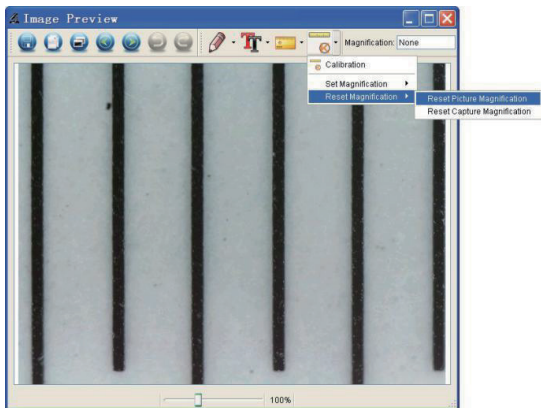 Image Preview
Magnification: None
Calibration
Set Magnification
Reset Magnification
Reset Picture Magnification
Reset Capture Magnification
100%